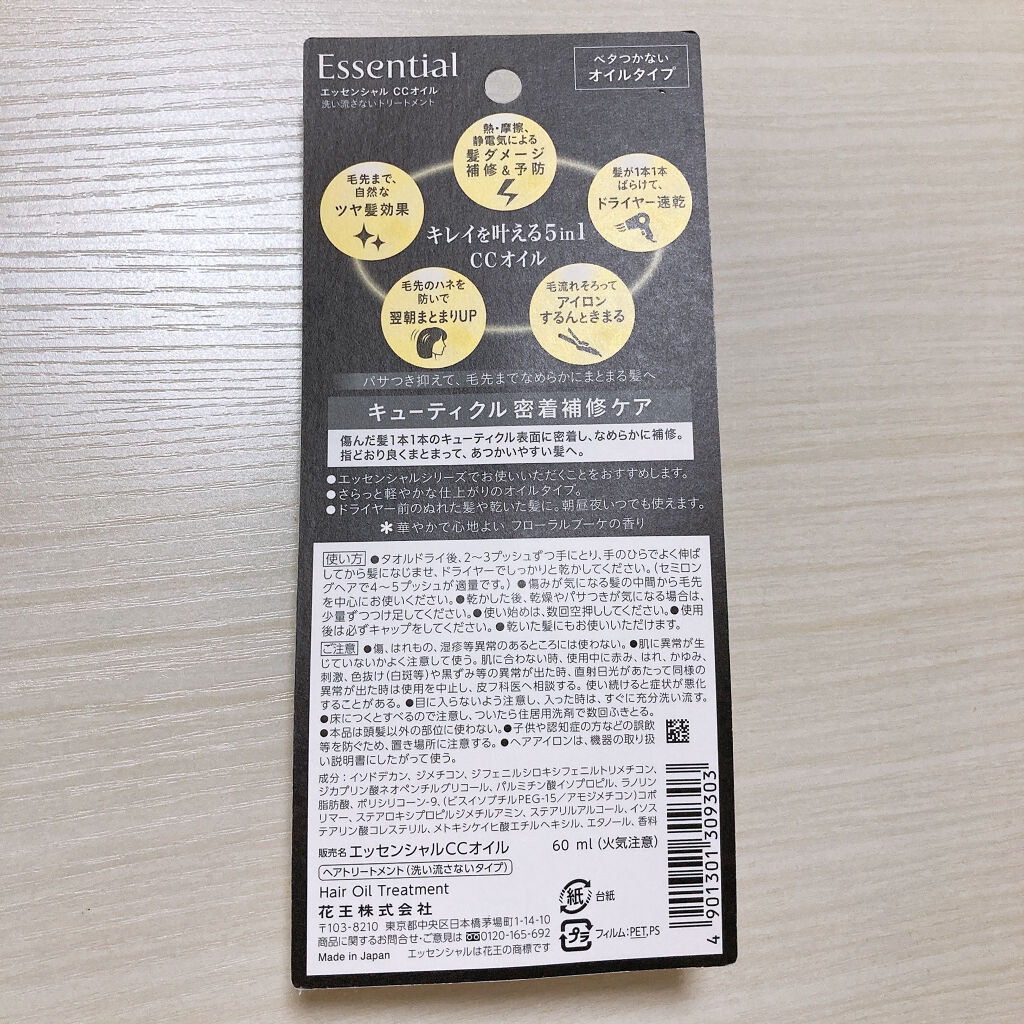 Essential
エッセンシャル CCオイル
洗い流さないトリートメント
ベタつかない
オイルタイプ
熱・摩擦、
静電気による
髪ダメージ
補修&予防
毛先まで、
自然な
ツヤ髪効果
髪が1本1本
ばらけて、
ドライヤー速乾
キレイを叶える5in1
CCオイル
毛先のハネを
防いで
翌朝まとまりUP
毛流れそろって
アイロン
するんときまる
パサつき抑えて、毛先までなめらかにまとまる髪へ
キューティクル 密着補修ケア
傷んだ髪1本1本のキューティクル表面に密着し、なめらかに補修。
指どおり良くまとまって、あつかいやすい髪へ。
●エッセンシャルシリーズでお使いいただくことをおすすめします。
●さらっと軽やかな仕上がりのオイルタイプ。
●ドライヤー前のぬれた髪や乾いた髪に。朝昼夜いつでも使えます。
＊華やかで心地よい フローラルブーケの香り
使い方 ●タオルドライ後、2〜3プッシュずつ手にとり、手のひらでよく伸ば
してから髪になじませ、ドライヤーでしっかりと乾かしてください。(セミロン
グヘアで4〜5プッシュが適量です。) ●傷みが気になる髪の中間から毛先
を中心にお使いください。●乾かした後、乾燥やパサつきが気になる場合は、
少量ずつつけ足してください。●使い始めは、数回空押ししてください。●使用
後は必ずキャップをしてください。 ●乾いた髪にもお使いいただけます。
ご注意 ●傷、はれもの、湿疹等異常のあるところには使わない。●肌に異常が生
じていないかよく注意して使う。肌に合わない時、使用中に赤み、はれ、かゆみ、
刺激、色抜け(白斑等)や黒ずみ等の異常が出た時、直射日光があたって同様の
異常が出た時は使用を中止し、皮フ科医へ相談する。使い続けると症状が悪化
することがある。●目に入らないよう注意し、入った時は、すぐに充分洗い流す。
●床につくとすべるので注意し、ついたら住居用洗剤で数回ふきとる。
●本品は頭髪以外の部位に使わない。●子供や認知症の方などの誤飲
等を防ぐため、置き場所に注意する。●ヘアアイロンは、機器の取り扱
い説明書にしたがって使う。
成分:イソドデカン、ジメチコン、ジフェニルシロキシフェニルトリメチコン、
ジカプリン酸ネオペンチルグリコール、パルミチン酸イソプロピル、ラノリン
脂肪酸、ポリシリコーン-9、(ビスイソブチルPEG-15/アモジメチコン)コポ
リマー、ステアロキシプロピルジメチルアミン、ステアリルアルコール、イソス
テアリン酸コレステリル、メトキシケイヒ酸エチルヘキシル、エタノール、香料
販売名 エッセンシャルCCオイル 60 ml (火気注意)
ヘアトリートメント(洗い流さないタイプ)
Hair Oil Treatment
花王株式会社
〒103-8210 東京都中央区日本橋茅場町1-14-10
商品に関するお問合せ・ご意見は 0120-165-692
Made in Japan エッセンシャルは花王の商標です
紙 台紙
プラ フィルム:PET, PS
4 901301 309303